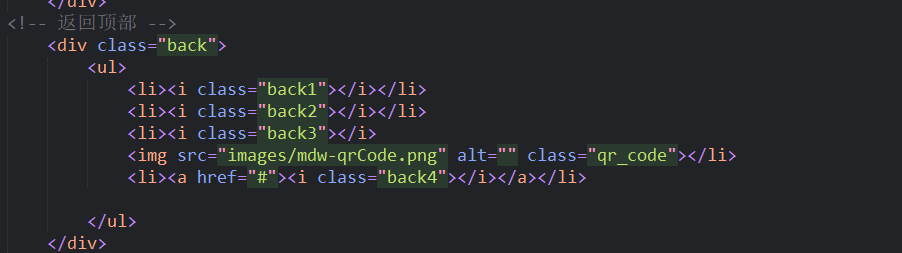 </div>
<!-- 返回顶部 -->
<div class="back">
<ul>
<li><i class="back1"></i></li>
<li><i class="back2"></i></li>
<li><i class="back3"></i>
<img src="images/mdw-qrCode.png" alt="" class="qr_code"></li>
<li><a href="#"><i class="back4"></i></a></li>
</ul>
</div>